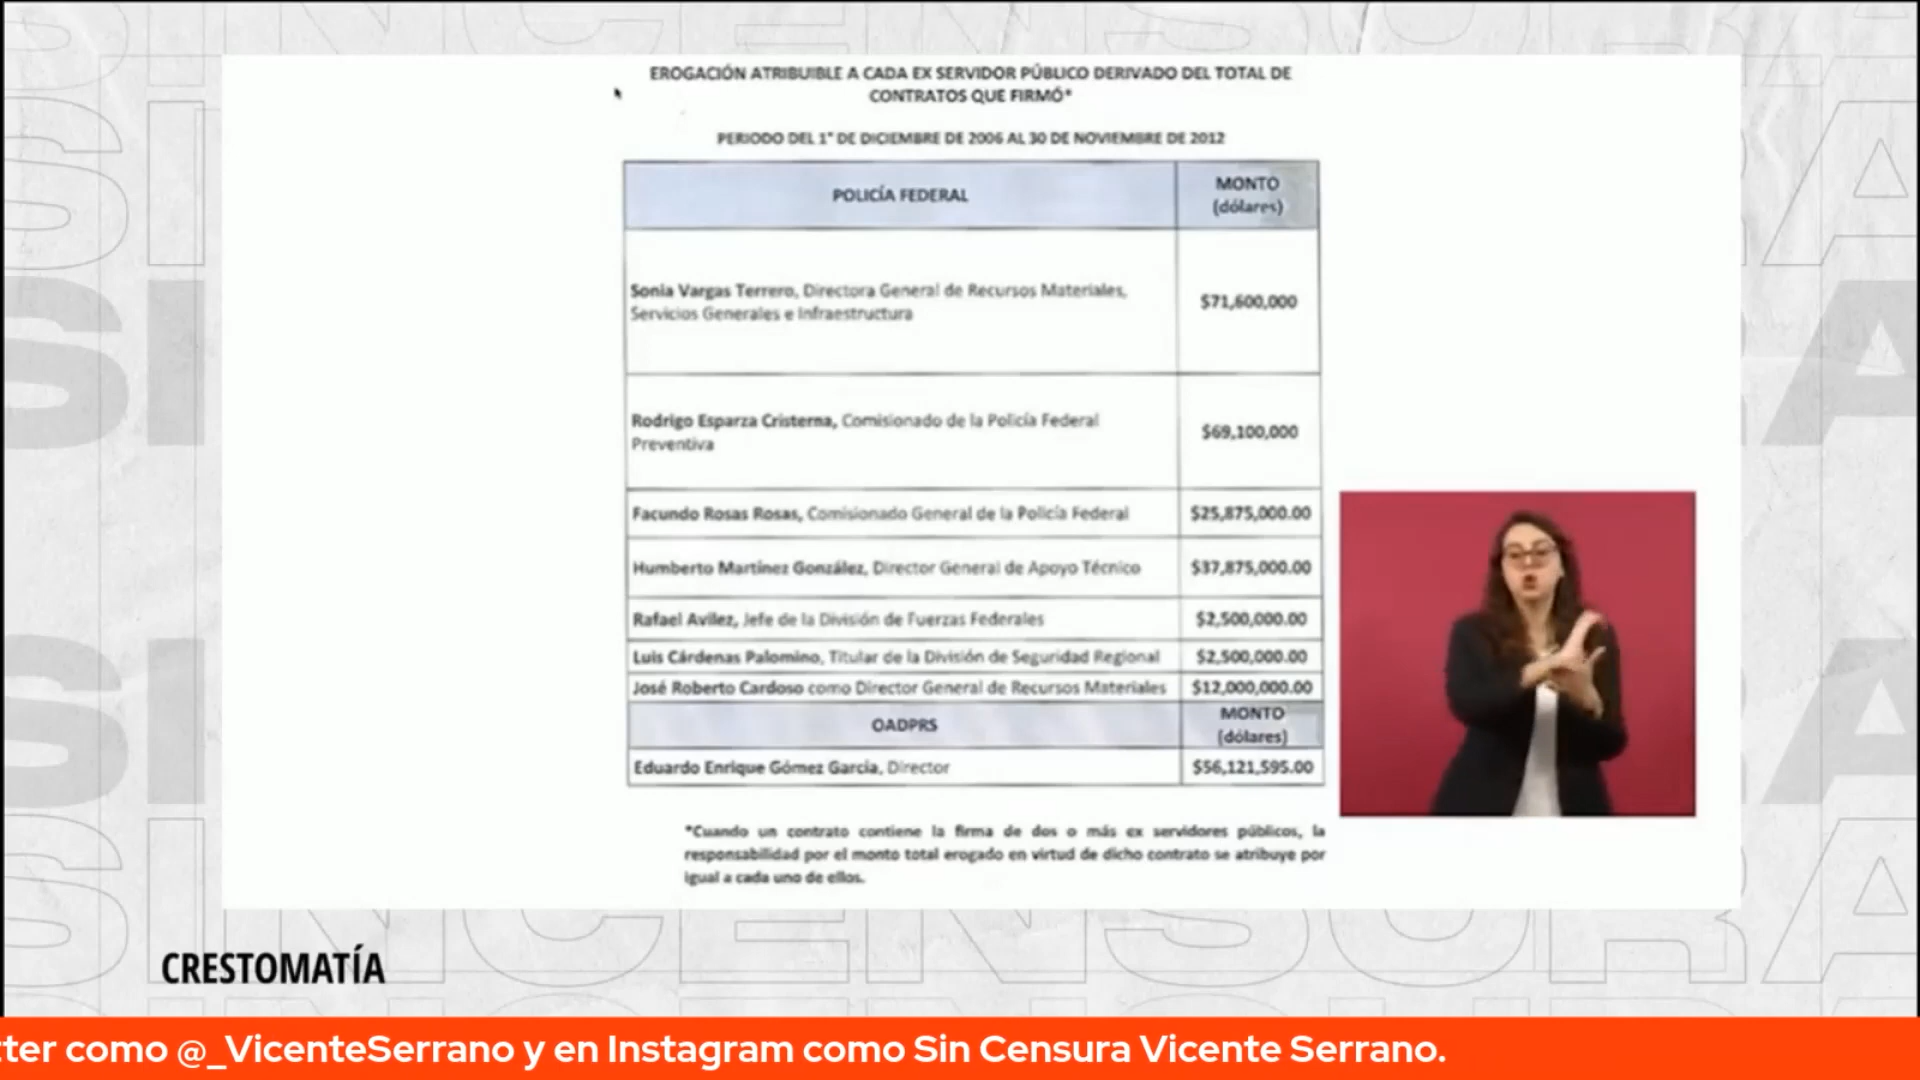 EROGACIÓN ATRIBUIBLE A CADA EX SERVIDOR PÚBLICO DERIVADO DEL TOTAL DE
CONTRATOS QUE FIRMÓ*
PERIODO DEL 1° DE DICIEMBRE DE 2006 AL 30 DE NOVIEMBRE DE 2012
POLICÍA FEDERAL
MONTO
(dólares)
Sonia Vargas Terrero, Directora General de Recursos Materiales,
Servicios Generales e Infraestructura
$71,600,000
Rodrigo Esparza Cristerna, Comisionado de la Policía Federal
Preventiva
$69,100,000
Facundo Rosas Rosas, Comisionado General de la Policía Federal
$25,875,000.00
Humberto Martínez González, Director General de Apoyo Técnico
$37,875,000.00
Rafael Avilez, Jefe de la División de Fuerzas Federales
$2,500,000.00
Luis Cárdenas Palomino, Titular de la División de Seguridad Regional
$2,500,000.00
José Roberto Cardoso como Director General de Recursos Materiales
$12,000,000.00
OADPRS
MONTO
(dólares)
Eduardo Enrique Gómez García, Director
$56,121,595.00
*Cuando un contrato contiene la firma de dos o más ex servidores públicos, la
responsabilidad por el monto total erogado en virtud de dicho contrato se atribuye por
igual a cada uno de ellos.
CRESTOMATÍA
tter como @_VicenteSerrano y en Instagram como Sin Censura Vicente Serrano.